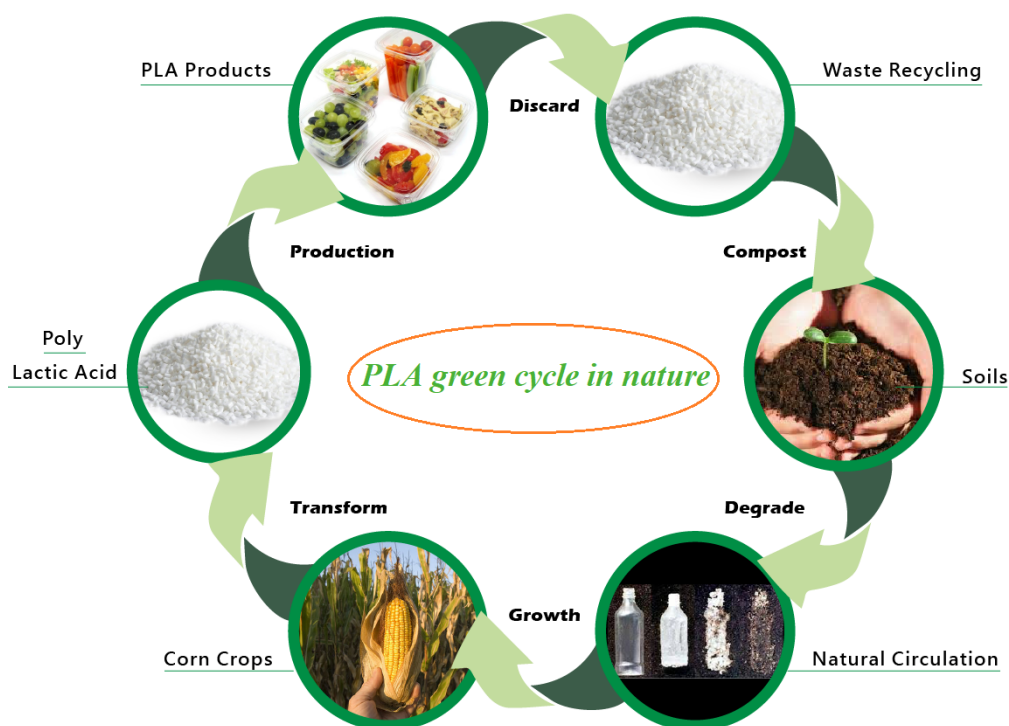 PLA Products
Waste Recycling
Discard
Production
Compost
Poly
Lactic Acid
PLA green cycle in nature
Soils
Transform
Degrade
Growth
Corn Crops
Natural Circulation